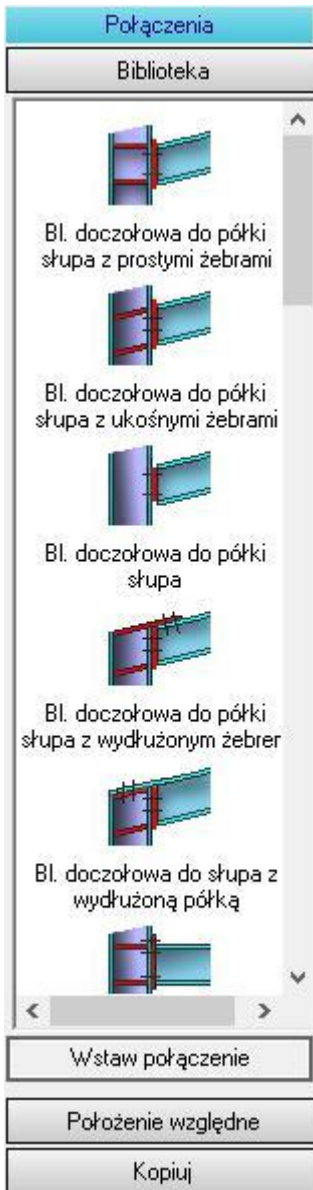 Połączenia
Biblioteka
Bl. doczołowa do półki
słupa z prostymi żebrami
Bl. doczołowa do półki
słupa z ukośnymi żebrami
Bl. doczołowa do półki
słupa
Bl. doczołowa do półki
słupa z wydłużonym żebrer
Bl. doczołowa do słupa z
wydłużoną półką
Wstaw połączenie
Położenie względne
Kopiuj